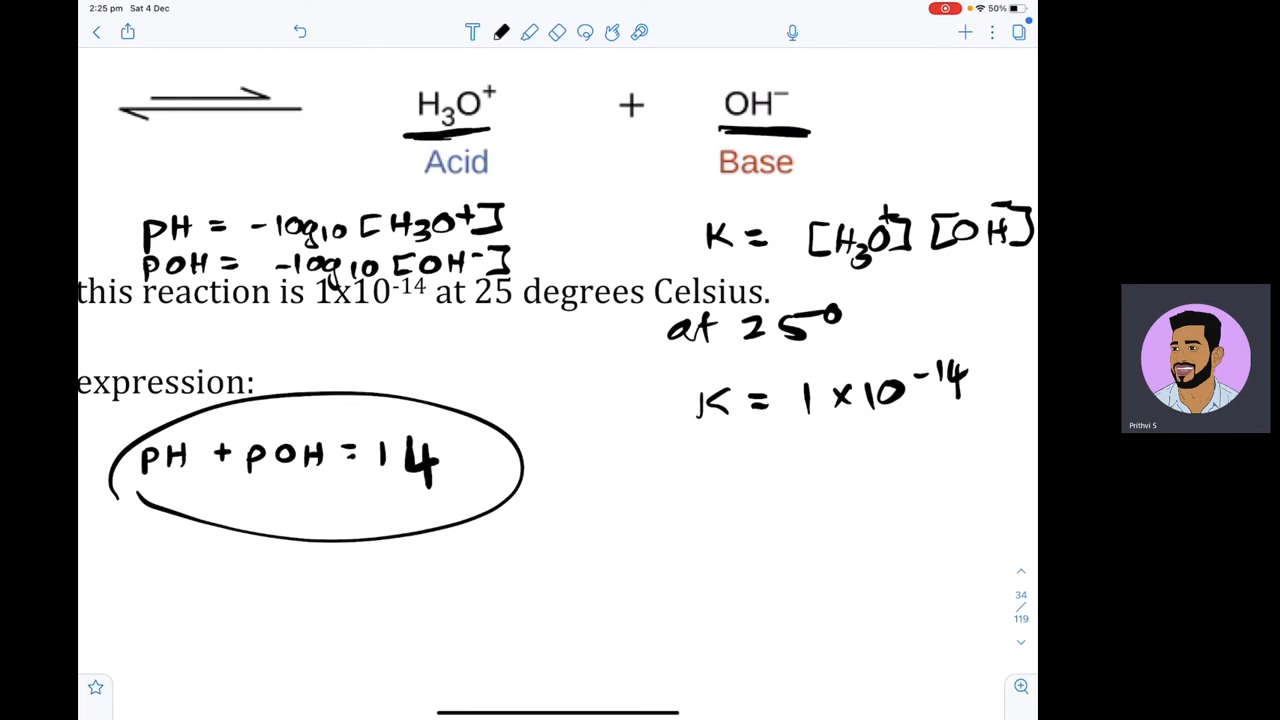 2:25 pm Sat 4 Dec
50%
H₃O⁺ + OH⁻
Acid Base
pH = -log₁₀ [H₃O⁺]
K = [H₃O⁺] [OH⁻]
pOH = -log₁₀ [OH⁻]
this reaction is 1x10⁻¹⁴ at 25 degrees Celsius.
at 25°
expression:
K = 1 × 10⁻¹⁴
pH + pOH = 14
Prithvi S
34
/
119